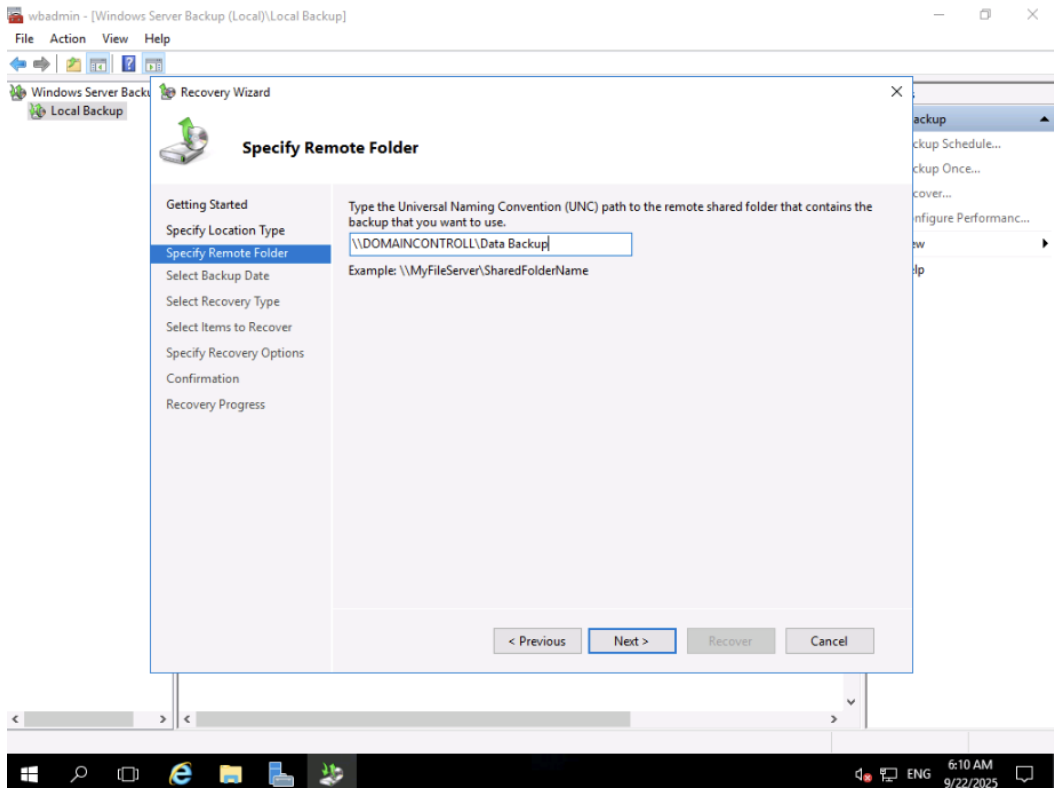 wbadmin - [Windows Server Backup (Local)\Local Backup]
File Action View Help
Windows Server Backu
Local Backup
Recovery Wizard
Specify Remote Folder
Getting Started
Specify Location Type
Specify Remote Folder
Select Backup Date
Select Recovery Type
Select Items to Recover
Specify Recovery Options
Confirmation
Recovery Progress
Type the Universal Naming Convention (UNC) path to the remote shared folder that contains the
backup that you want to use.
\\DOMAINCONTROLL\Data Backup
Example: \\MyFileServer\SharedFolderName
< Previous
Next >
Recover
Cancel
ackup
ckup Schedule...
ckup Once...
cover...
nfigure Performanc...
ew
elp
ENG
6:10 AM
9/22/2025